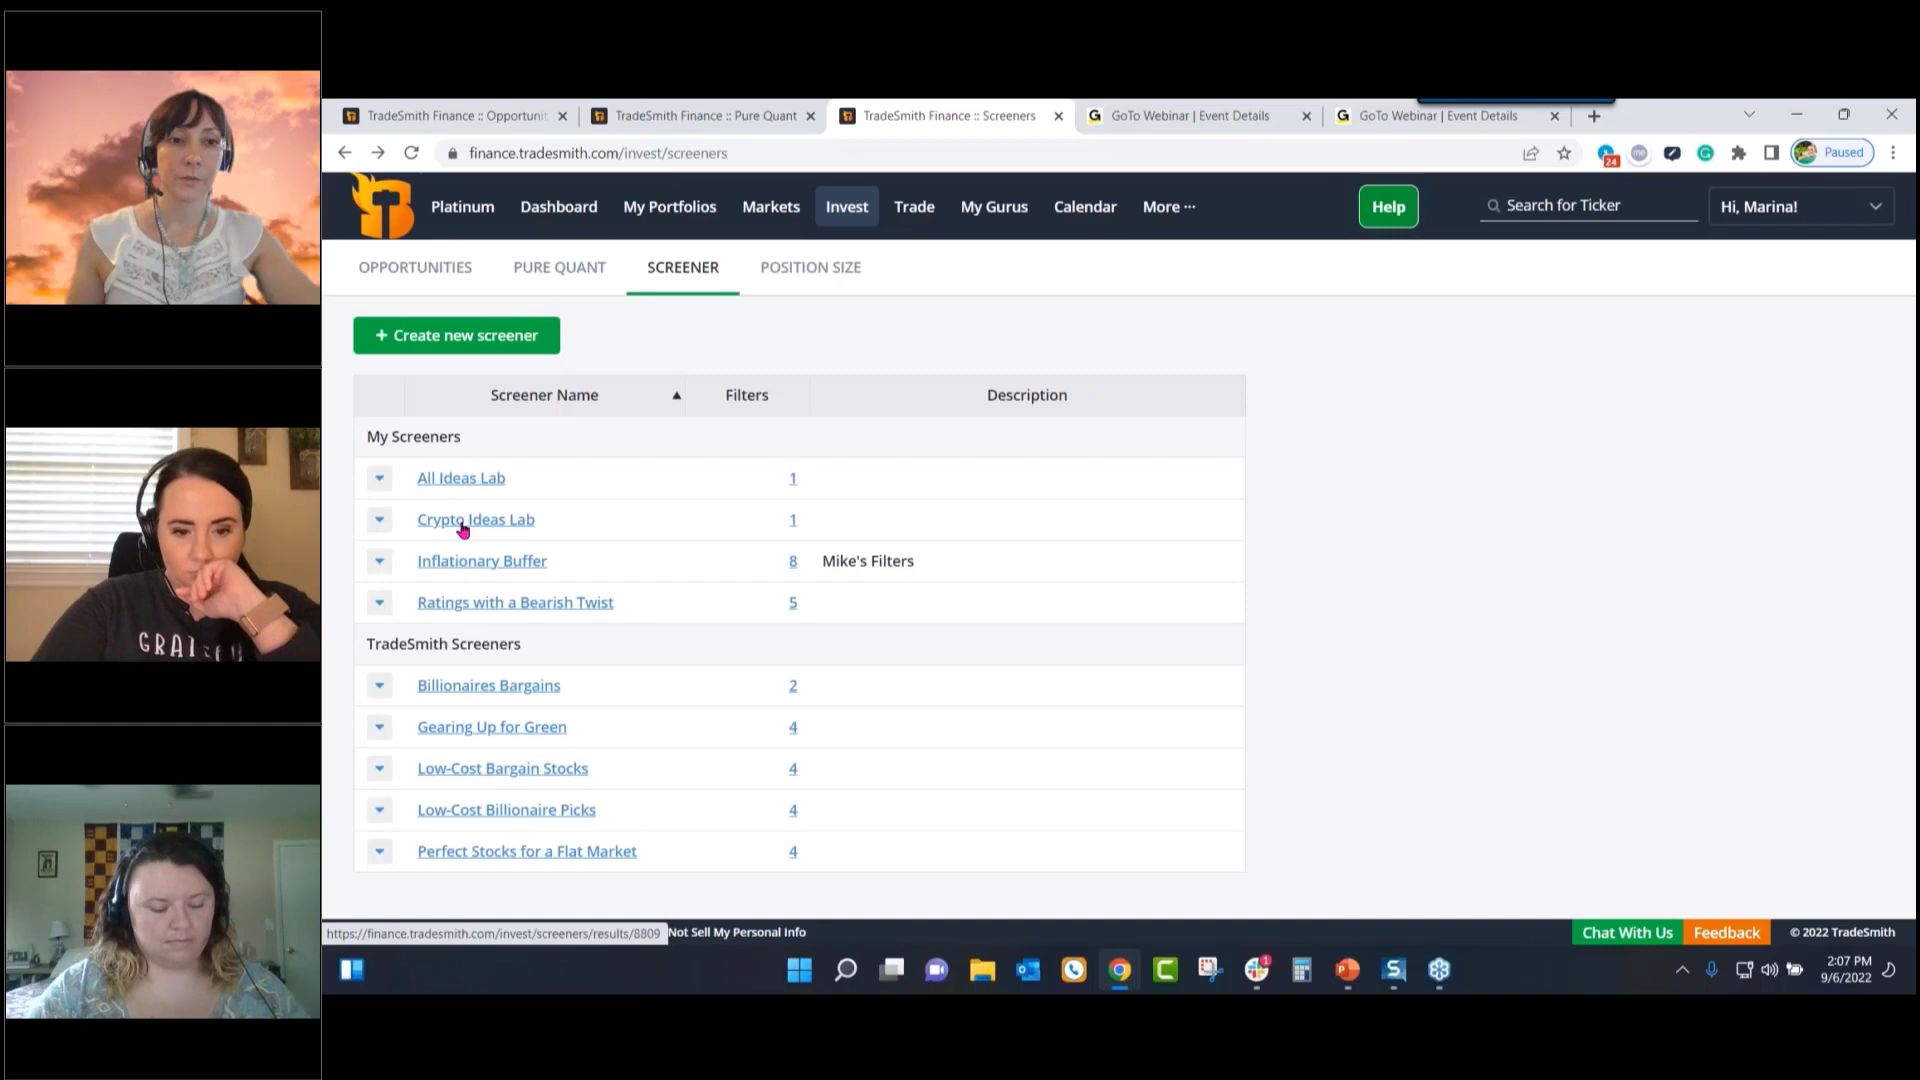 TradeSmith Finance :: Opportuni
TradeSmith Finance :: Pure Quant
TradeSmith Finance :: Screeners
GoTo Webinar | Event Details
GoTo Webinar | Event Details
finance.tradesmith.com/invest/screeners
24
Paused
Platinum
Dashboard
My Portfolios
Markets
Invest
Trade
My Gurus
Calendar
More ···
Help
Search for Ticker
Hi, Marina!
OPPORTUNITIES
PURE QUANT
SCREENER
POSITION SIZE
+ Create new screener
Screener Name Filters Description
My Screeners
All Ideas Lab 1
Crypto Ideas Lab 1
Inflationary Buffer 8 Mike's Filters
Ratings with a Bearish Twist 5
TradeSmith Screeners
Billionaires Bargains 2
Gearing Up for Green 4
Low-Cost Bargain Stocks 4
Low-Cost Billionaire Picks 4
Perfect Stocks for a Flat Market 4
https://finance.tradesmith.com/invest/screeners/results/8809
Not Sell My Personal Info
Chat With Us
Feedback
© 2022 TradeSmith
1
2:07 PM
9/6/2022